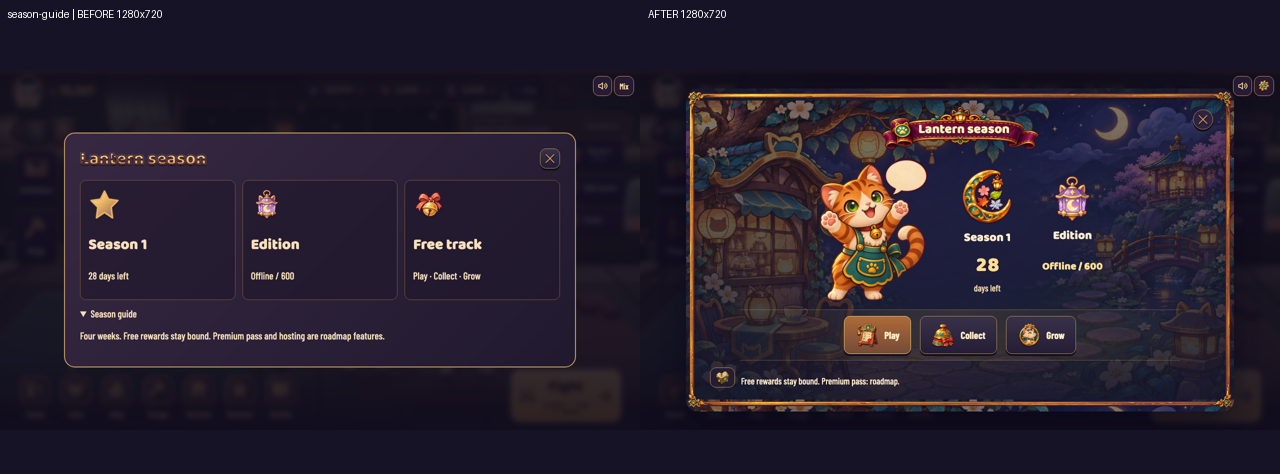 season-guide | BEFORE 1280x720
AFTER 1280x720
Mix
Lantern season
Season 1
28 days left
Edition
Offline / 600
Free track
Play · Collect · Grow
▼ Season guide
Four weeks. Free rewards stay bound. Premium pass and hosting are roadmap features.
Lantern season
Season 1
28
days left
Edition
Offline / 600
Play
Collect
Grow
Free rewards stay bound. Premium pass: roadmap.